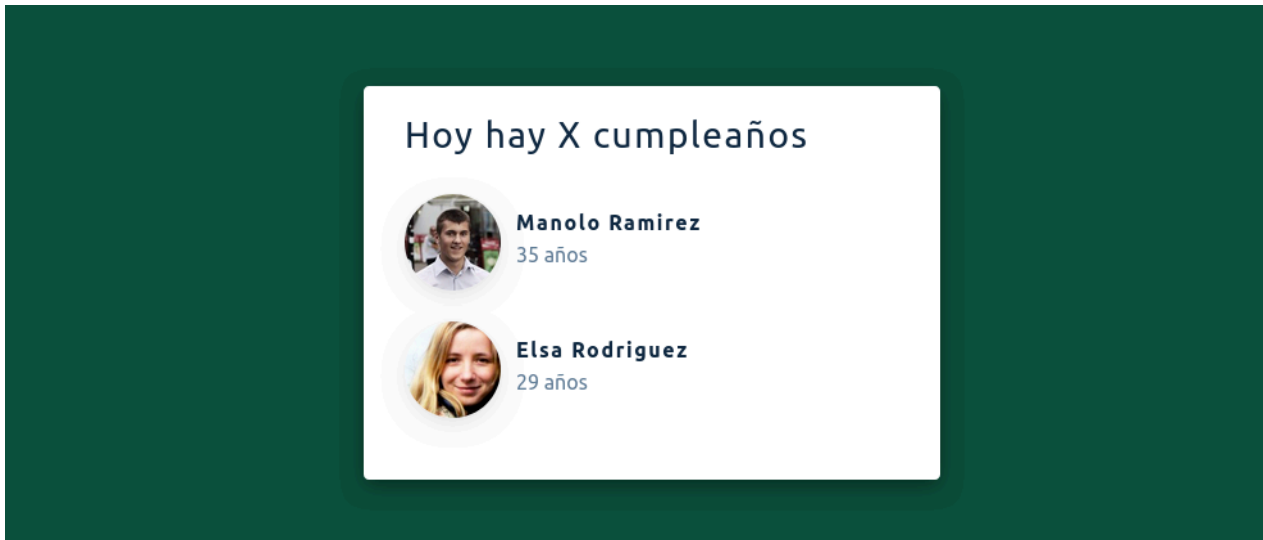 Hoy hay X cumpleaños
Manolo Ramirez
35 años
Elsa Rodriguez
29 años